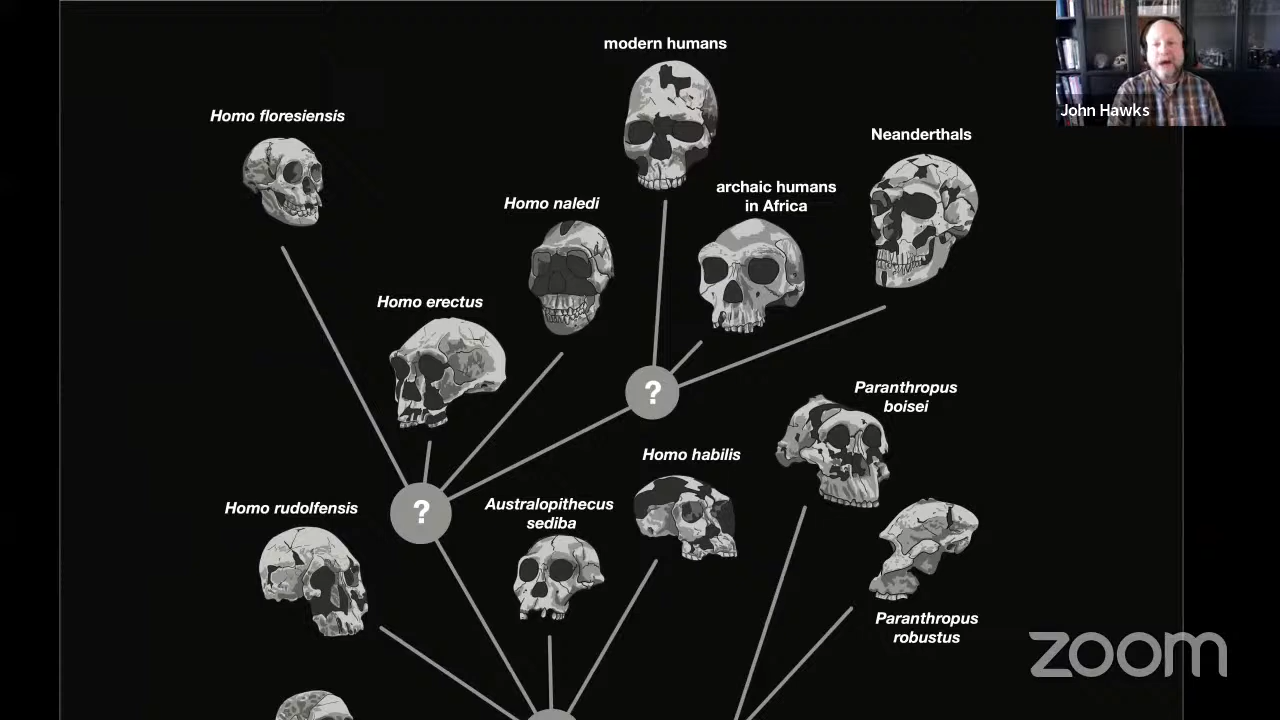 modern humans
John Hawks
Homo floresiensis
Neanderthals
archaic humans
in Africa
Homo naledi
Homo erectus
?
Paranthropus
boisei
Homo habilis
Homo rudolfensis
?
Australopithecus
sediba
Paranthropus
robustus
zoom